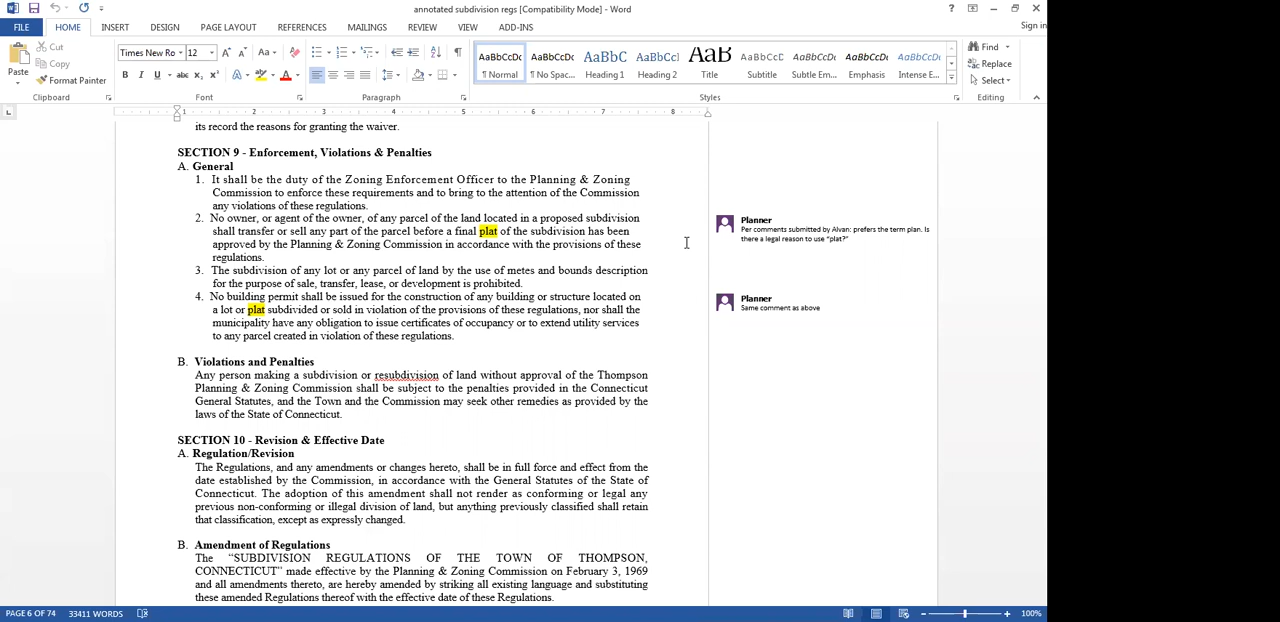 annotated subdivision regs [Compatibility Mode] - Word
?
Sign in
FILE HOME INSERT DESIGN PAGE LAYOUT REFERENCES MAILINGS REVIEW VIEW ADD-INS
Paste
Cut
Copy
Format Painter
Clipboard
Times New Ro 12
Font
Paragraph
AaBbCcDc AaBbCcDc AaBbC AaBbCc AaB AaBbCcC AaBbCcDc AaBbCcDc AaBbCcDc
¶ Normal ¶ No Spac... Heading 1 Heading 2 Title Subtitle Subtle Em... Emphasis Intense E...
Styles
Find
Replace
Select
Editing
1 2 3 4 5 6 7 8
its record the reasons for granting the waiver.
SECTION 9 - Enforcement, Violations & Penalties
A. General
1. It shall be the duty of the Zoning Enforcement Officer to the Planning & Zoning
Commission to enforce these requirements and to bring to the attention of the Commission
any violations of these regulations.
2. No owner, or agent of the owner, of any parcel of the land located in a proposed subdivision
shall transfer or sell any part of the parcel before a final plat of the subdivision has been
approved by the Planning & Zoning Commission in accordance with the provisions of these
regulations.
3. The subdivision of any lot or any parcel of land by the use of metes and bounds description
for the purpose of sale, transfer, lease, or development is prohibited.
4. No building permit shall be issued for the construction of any building or structure located on
a lot or plat subdivided or sold in violation of the provisions of these regulations, nor shall the
municipality have any obligation to issue certificates of occupancy or to extend utility services
to any parcel created in violation of these regulations.
B. Violations and Penalties
Any person making a subdivision or resubdivision of land without approval of the Thompson
Planning & Zoning Commission shall be subject to the penalties provided in the Connecticut
General Statutes, and the Town and the Commission may seek other remedies as provided by the
laws of the State of Connecticut.
SECTION 10 - Revision & Effective Date
A. Regulation/Revision
The Regulations, and any amendments or changes hereto, shall be in full force and effect from the
date established by the Commission, in accordance with the General Statutes of the State of
Connecticut. The adoption of this amendment shall not render as conforming or legal any
previous non-conforming or illegal division of land, but anything previously classified shall retain
that classification, except as expressly changed.
B. Amendment of Regulations
The “SUBDIVISION REGULATIONS OF THE TOWN OF THOMPSON,
CONNECTICUT” made effective by the Planning & Zoning Commission on February 3, 1969
and all amendments thereto, are hereby amended by striking all existing language and substituting
these amended Regulations thereof with the effective date of these Regulations.
Planner
Per comments submitted by Alvan: prefers the term plan. Is
there a legal reason to use “plat?”
Planner
Same comment as above
PAGE 6 OF 74 33411 WORDS
100%